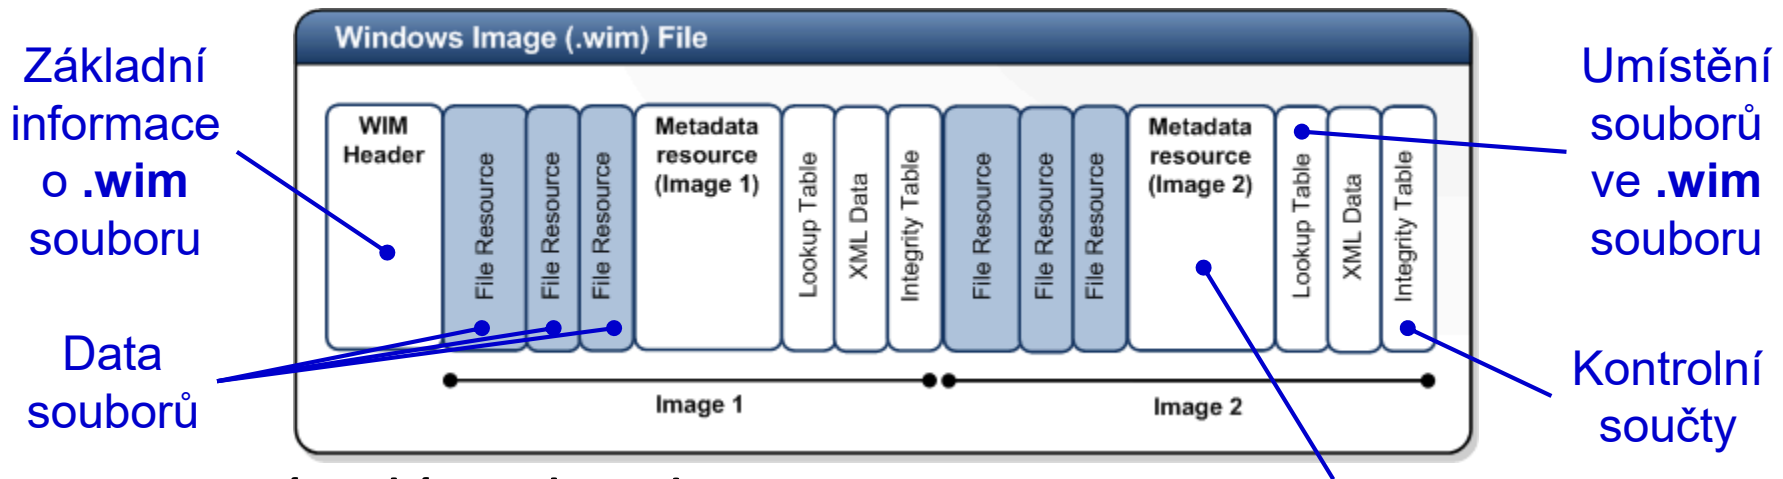 Windows Image (.wim) File
Základní
informace
o .wim
souboru
Data
souborů
WIM
Header
File Resource
File Resource
File Resource
Metadata
resource
(Image 1)
Lookup Table
XML Data
Integrity Table
File Resource
File Resource
File Resource
Metadata
resource
(Image 2)
Lookup Table
XML Data
Integrity Table
Image 1
Image 2
Umístění
souborů
ve .wim
souboru
Kontrolní
součty